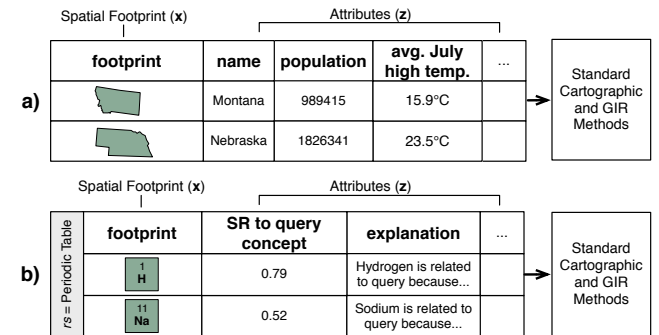 Spatial Footprint (x) Attributes (z)
footprint name population avg. July
high temp. ...
a) Montana 989415 15.9°C
Nebraska 1826341 23.5°C
Standard
Cartographic
and GIR
Methods
Spatial Footprint (x) Attributes (z)
rs = Periodic Table
footprint SR to query
concept explanation ...
b) 1
H 0.79 Hydrogen is related
to query because...
11
Na 0.52 Sodium is related to
query because...
Standard
Cartographic
and GIR
Methods